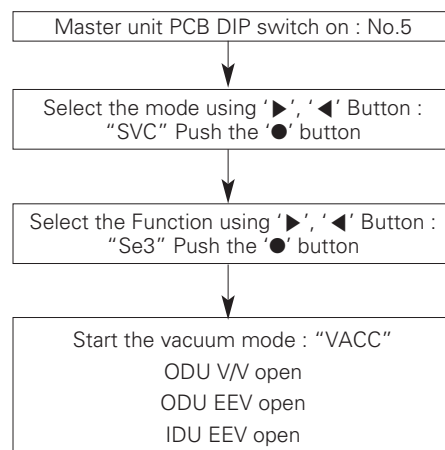 Master unit PCB DIP switch on : No.5
Select the mode using ‘▶’, ‘◀’ Button :
“SVC” Push the ‘●’ button
Select the Function using ‘▶’, ‘◀’ Button :
“Se3” Push the ‘●’ button
Start the vacuum mode : “VACC”
ODU V/V open
ODU EEV open
IDU EEV open